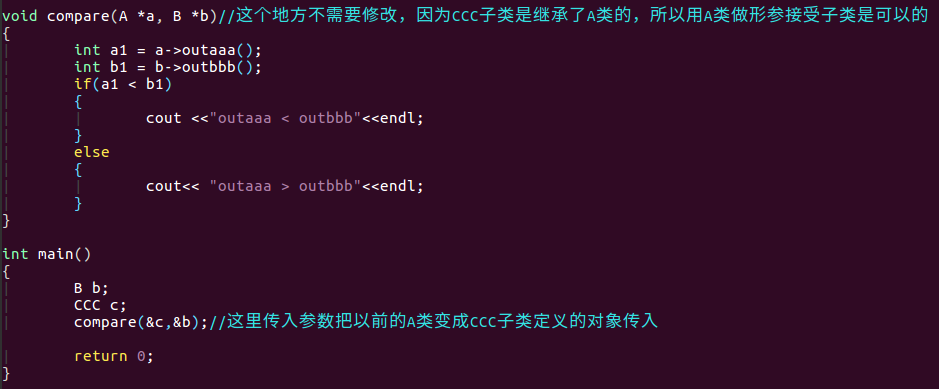 void compare(A *a, B *b)//这个地方不需要修改，因为CCC子类是继承了A类的，所以用A类做形参接受子类是可以的
{
int a1 = a->outaaa();
int b1 = b->outbbb();
if(a1 < b1)
{
cout <<"outaaa < outbbb"<<endl;
}
else
{
cout<< "outaaa > outbbb"<<endl;
}
}
int main()
{
B b;
CCC c;
compare(&c,&b);//这里传入参数把以前的A类变成CCC子类定义的对象传入
return 0;
}